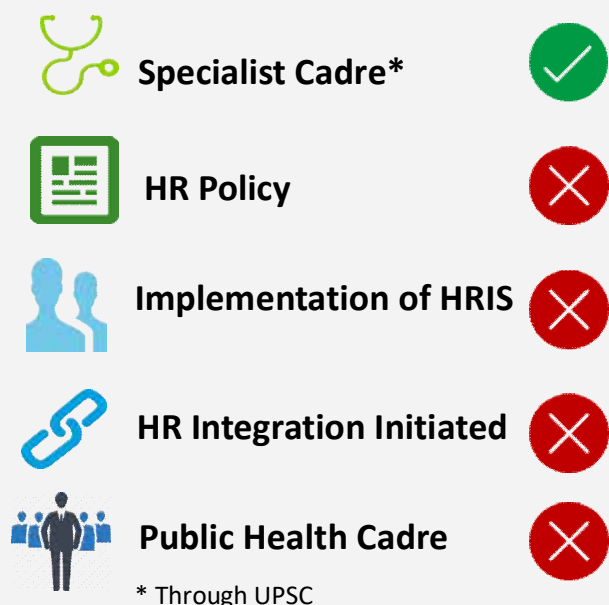 Specialist Cadre*
HR Policy
Implementation of HRIS
HR Integration Initiated
Public Health Cadre
* Through UPSC